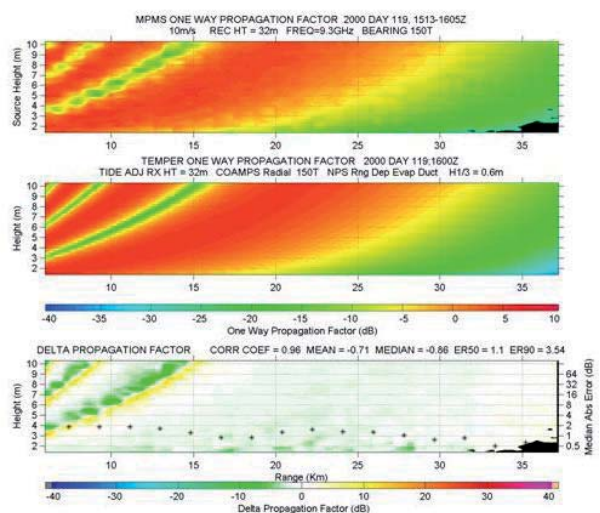 MPMS ONE WAY PROPAGATION FACTOR 2000 DAY 119, 1513-1605Z
10m/s REC HT = 32m FREQ=9.3GHz BEARING 150T
Source Height (m)
10
9
8
7
6
5
4
3
2
10 15 20 25 30 35
TEMPER ONE WAY PROPAGATION FACTOR 2000 DAY 119;1600Z
TIDE ADJ RX HT = 32m COAMPS Radial 150T NPS Rng Dep Evap Duct H1/3 = 0.6m
Height (m)
10
9
8
7
6
5
4
3
2
-40 -35 -30 -25 -20 -15 -10 -5 0 5 10
One Way Propagation Factor (dB)
DELTA PROPAGATION FACTOR CORR COEF = 0.96 MEAN = -0.71 MEDIAN = -0.86 ER50 = 1.1 ER90 = 3.54
Height (m)
10
9
8
7
6
5
4
3
2
64
32
16
8
4
2
1
0.5
Median Abs Error (dB)
10 15 20 25 30 35
Range (Km)
-40 -30 -20 -10 0 10 20 30 40
Delta Propagation Factor (dB)